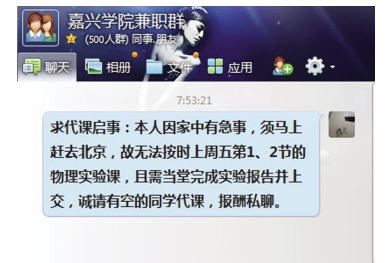 嘉兴学院兼职群
(500人群) 同事.朋友
聊天 相册 文件 应用
7:53:21
求代课启事：本人因家中有急事，须马上
赶去北京，故无法按时上周五第1、2节的
物理实验课，且需当堂完成实验报告并上
交，诚请有空的同学代课，报酬私聊。